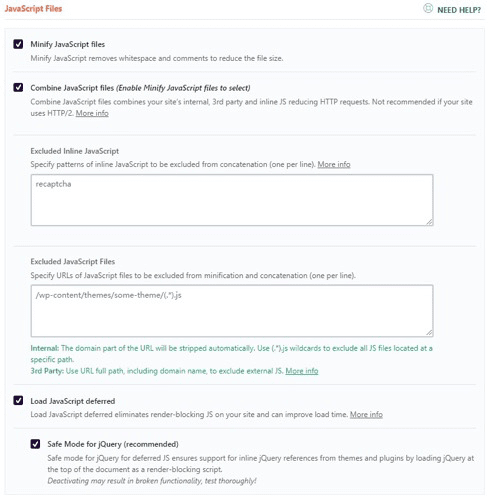 JavaScript Files
NEED HELP?
Minify JavaScript files
Minify JavaScript removes whitespace and comments to reduce the file size.
Combine JavaScript files (Enable Minify JavaScript files to select)
Combine JavaScript files combines your site's internal, 3rd party and inline JS reducing HTTP requests. Not recommended if your site
uses HTTP/2. More info
Excluded Inline JavaScript
Specify patterns of inline JavaScript to be excluded from concatenation (one per line). More info
recaptcha
Excluded JavaScript Files
Specify URLs of JavaScript files to be excluded from minification and concatenation (one per line).
/wp-content/themes/some-theme/(.*).js
Internal: The domain part of the URL will be stripped automatically. Use (.*).js wildcards to exclude all JS files located at a
specific path.
3rd Party: Use URL full path, including domain name, to exclude external JS. More info
Load JavaScript deferred
Load JavaScript deferred eliminates render-blocking JS on your site and can improve load time. More info
Safe Mode for jQuery (recommended)
Safe mode for jQuery for deferred JS ensures support for inline jQuery references from themes and plugins by loading jQuery at
the top of the document as a render-blocking script.
Deactivating may result in broken functionality, test thoroughly!